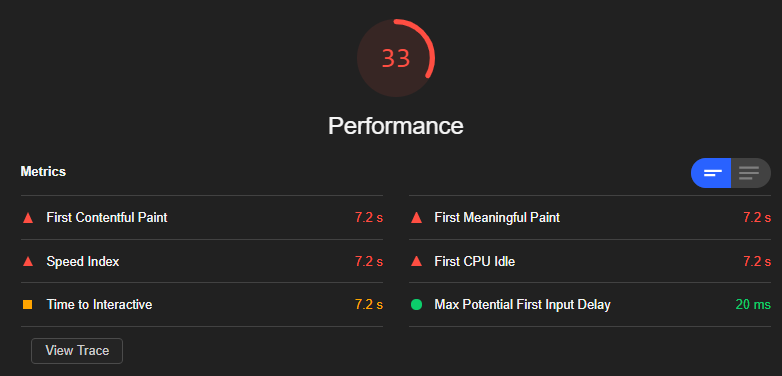 33
Performance
Metrics
First Contentful Paint 7.2 s
First Meaningful Paint 7.2 s
Speed Index 7.2 s
First CPU Idle 7.2 s
Time to Interactive 7.2 s
Max Potential First Input Delay 20 ms
View Trace